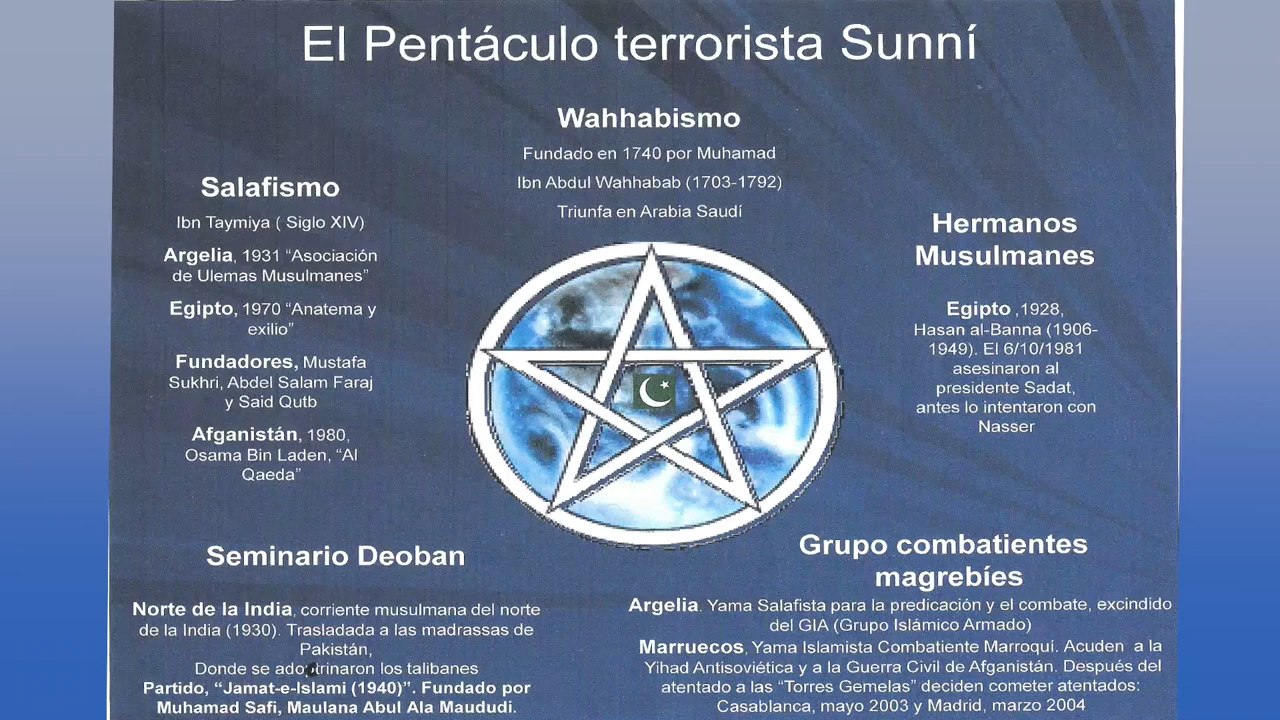 El Pentáculo terrorista Sunní
Wahhabismo
Fundado en 1740 por Muhamad
Ibn Abdul Wahhabab (1703-1792)
Triunfa en Arabia Saudí
Salafismo
Ibn Taymiya ( Siglo XIV)
Argelia, 1931 “Asociación
de Ulemas Musulmanes”
Egipto, 1970 “Anatema y
exilio”
Fundadores, Mustafa
Sukhri, Abdel Salam Faraj
y Said Qutb
Afganistán, 1980,
Osama Bin Laden, “Al
Qaeda”
Hermanos
Musulmanes
Egipto ,1928,
Hasan al-Banna (1906-
1949). El 6/10/1981
asesinaron al
presidente Sadat,
antes lo intentaron con
Nasser
Seminario Deoban
Norte de la India, corriente musulmana del norte
de la India (1930). Trasladada a las madrassas de
Pakistán,
Donde se adoctrinaron los talibanes
Partido, “Jamat-e-Islami (1940)”. Fundado por
Muhamad Safi, Maulana Abul Ala Maududi.
Grupo combatientes
magrebíes
Argelia. Yama Salafista para la predicación y el combate, excindido
del GIA (Grupo Islámico Armado)
Marruecos, Yama Islamista Combatiente Marroquí. Acuden a la
Yihad Antisoviética y a la Guerra Civil de Afganistán. Después del
atentado a las “Torres Gemelas” deciden cometer atentados:
Casablanca, mayo 2003 y Madrid, marzo 2004